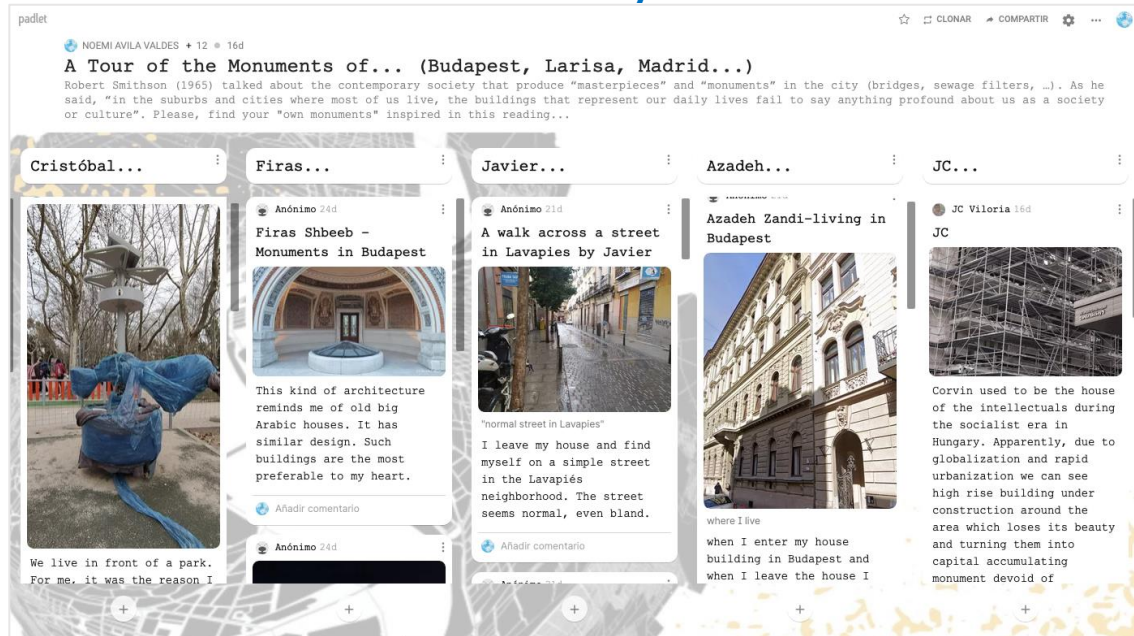 padlet
CLONAR
COMPARTIR
NOEMI AVILA VALDES + 12 16d
A Tour of the Monuments of... (Budapest, Larisa, Madrid...)
Robert Smithson (1965) talked about the contemporary society that produce “masterpieces” and “monuments” in the city (bridges, sewage filters, …). As he
said, "in the suburbs and cities where most of us live, the buildings that represent our daily lives fail to say anything profound about us as a society
or culture". Please, find your "own monuments" inspired in this reading...
Cristóbal...
We live in front of a park.
For me, it was the reason I
Firas...
Anónimo 24d
Firas Shbeeb -
Monuments in Budapest
This kind of architecture
reminds me of old big
Arabic houses. It has
similar design. Such
buildings are the most
preferable to my heart.
Añadir comentario
Anónimo 24d
Javier...
Anónimo 21d
A walk across a street
in Lavapies by Javier
"normal street in Lavapies"
I leave my house and find
myself on a simple street
in the Lavapiés
neighborhood. The street
seems normal, even bland.
Añadir comentario
Azadeh...
Azadeh Zandi-living in
Budapest
where I live
when I enter my house
building in Budapest and
when I leave the house I
JC...
JC Viloria 16d
JC
Corvin used to be the house
of the intellectuals during
the socialist era in
Hungary. Apparently, due to
globalization and rapid
urbanization we can see
high rise building under
construction around the
area which loses its beauty
and turning them into
capital accumulating
monument devoid of